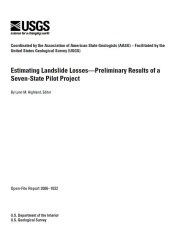 USGS
science for a changing world
Coordinated by the Association of American State Geologists (AASG) – Facilitated by the
United States Geological Survey (USGS)
Estimating Landslide Losses—Preliminary Results of a
Seven-State Pilot Project
By Lynn M. Highland, Editor
Open-File Report 2006–1032
U.S. Department of the Interior
U.S. Geological Survey